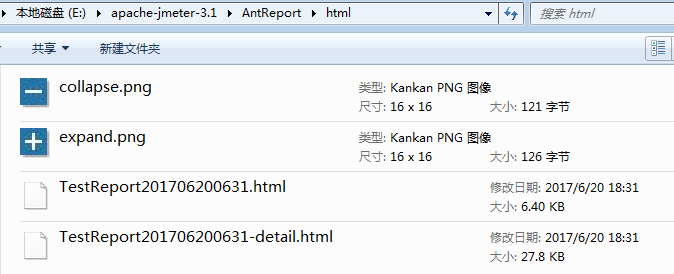 本地磁盘 (E:) ▸ apache-jmeter-3.1 ▸ AntReport ▸ html 搜索 html
共享 新建文件夹
collapse.png 类型: Kankan PNG 图像
尺寸: 16 x 16 大小: 121 字节
expand.png 类型: Kankan PNG 图像
尺寸: 16 x 16 大小: 126 字节
TestReport201706200631.html 修改日期: 2017/6/20 18:31
大小: 6.40 KB
TestReport201706200631-detail.html 修改日期: 2017/6/20 18:31
大小: 27.8 KB